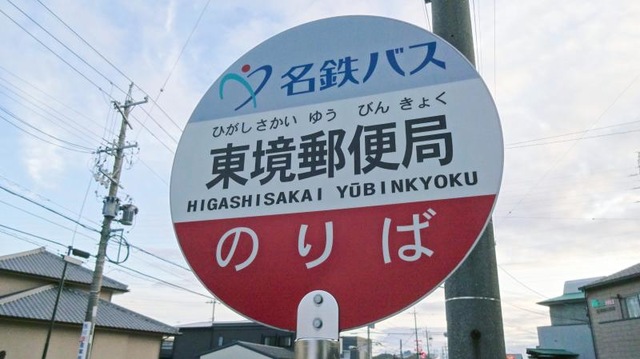 名鉄バス
ひがしさかい ゆう びん きょく
東境郵便局
HIGASHISAKAI YŪBINKYOKU
のりば